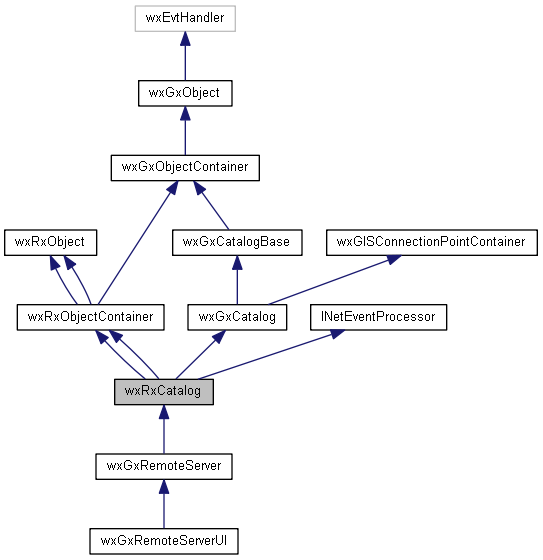 wxEvtHandler
wxGxObject
wxGxObjectContainer
wxRxObject
wxGxCatalogBase
wxGISConnectionPointContainer
wxRxObjectContainer
wxGxCatalog
INetEventProcessor
wxRxCatalog
wxGxRemoteServer
wxGxRemoteServerUI